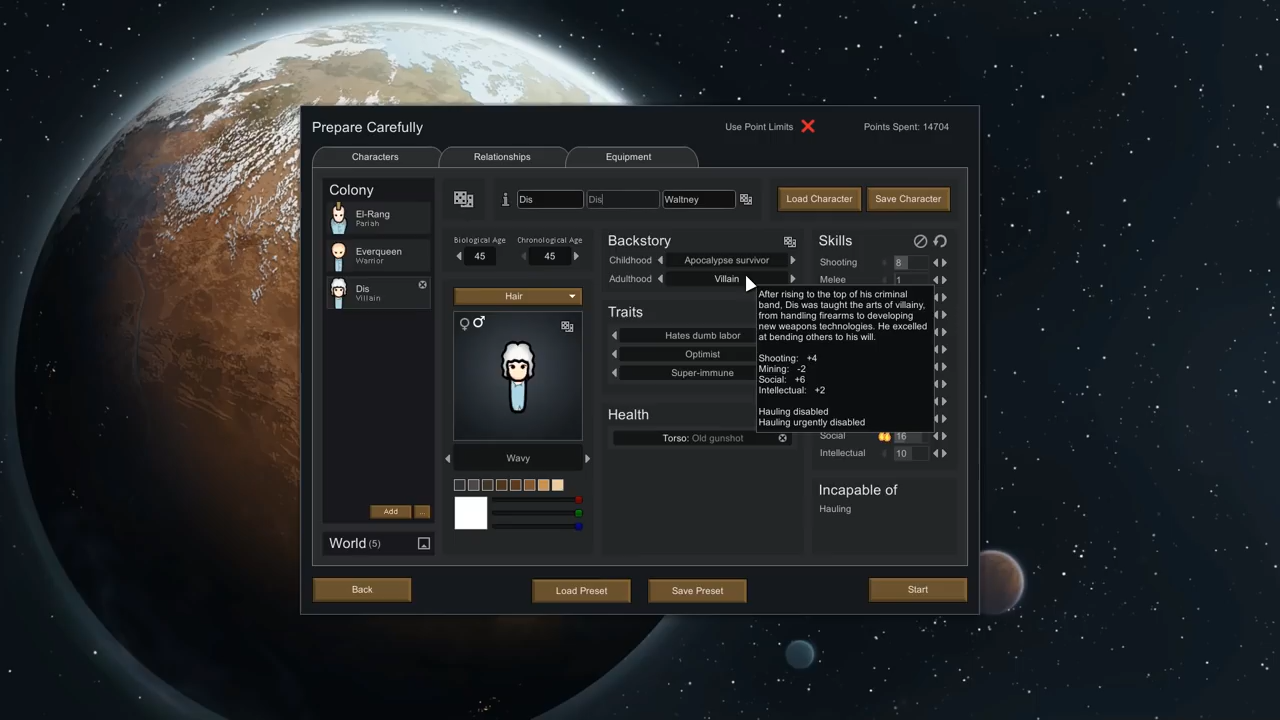 Prepare Carefully
Use Point Limits
Points Spent: 14704
Characters
Relationships
Equipment
Colony
El-Rang
Pariah
Everqueen
Warrior
Dis
Villain
Add
...
World (5)
Dis
Dis
Waltney
Load Character
Save Character
Biological Age
Chronological Age
45
45
Hair
Wavy
Backstory
Childhood
Apocalypse survivor
Adulthood
Villain
Traits
Hates dumb labor
Optimist
Super-immune
Health
Torso: Old gunshot
After rising to the top of his criminal
band, Dis was taught the arts of villainy,
from handling firearms to developing
new weapons technologies. He excelled
at bending others to his will.
Shooting: +4
Mining: -2
Social: +6
Intellectual: +2
Hauling disabled
Hauling urgently disabled
Skills
Shooting 8
Melee 1
Social 16
Intellectual 10
Incapable of
Hauling
Back
Load Preset
Save Preset
Start